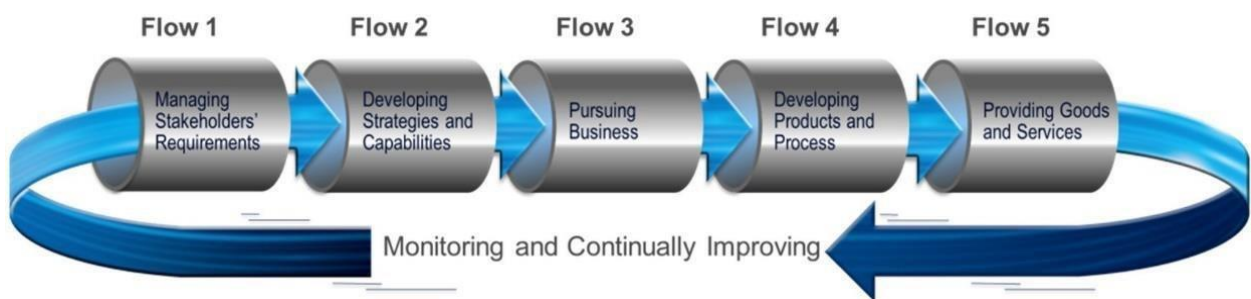 Flow 1
Flow 2
Flow 3
Flow 4
Flow 5
Managing
Stakeholders'
Requirements
Developing
Strategies and
Capabilities
Pursuing
Business
Developing
Products and
Process
Providing Goods
and Services
Monitoring and Continually Improving